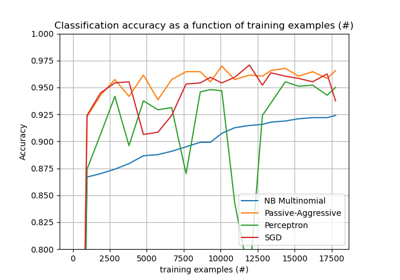 Classification accuracy as a function of training examples (#)
1.000
0.975
0.950
0.925
0.900
0.875
0.850
0.825
0.800
Accuracy
0 2500 5000 7500 10000 12500 15000 17500
training examples (#)
NB Multinomial
Passive-Aggressive
Perceptron
SGD